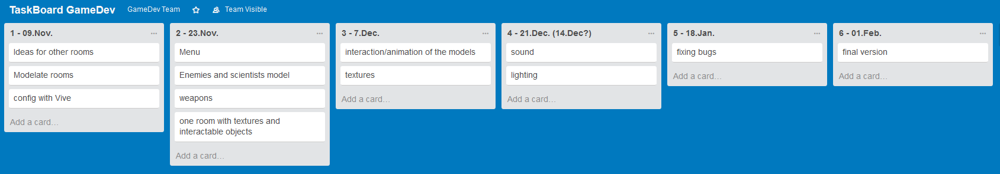 TaskBoard GameDev GameDev Team Team Visible
1 - 09.Nov.
Ideas for other rooms
Modelate rooms
config with Vive
Add a card...
2 - 23.Nov.
Menu
Enemies and scientists model
weapons
one room with textures and
interactable objects
Add a card...
3 - 7.Dec.
interaction/animation of the models
textures
Add a card...
4 - 21.Dec. (14.Dec?)
sound
lighting
Add a card...
5 - 18.Jan.
fixing bugs
Add a card...
6 - 01.Feb.
final version
Add a card...